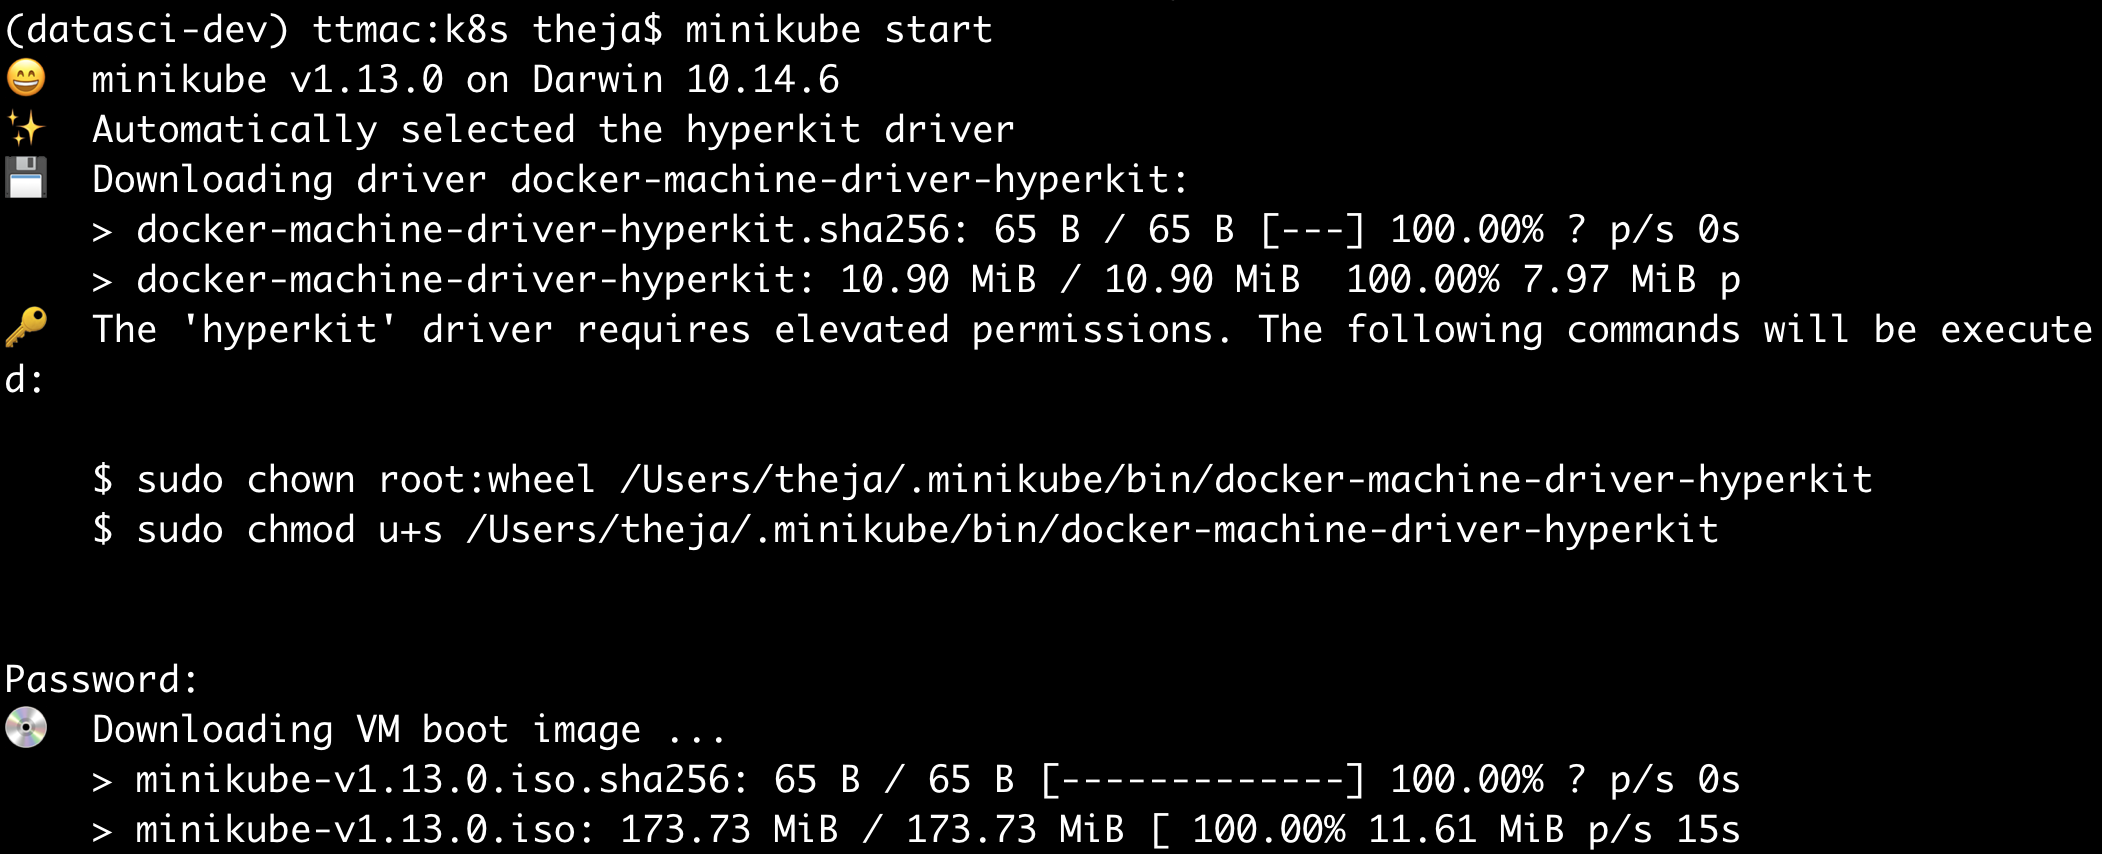 (datasci-dev) ttmac:k8s theja$ minikube start
😄  minikube v1.13.0 on Darwin 10.14.6
✨  Automatically selected the hyperkit driver
💾  Downloading driver docker-machine-driver-hyperkit:
    > docker-machine-driver-hyperkit.sha256: 65 B / 65 B [---] 100.00% ? p/s 0s
    > docker-machine-driver-hyperkit: 10.90 MiB / 10.90 MiB  100.00% 7.97 MiB p
🔑  The 'hyperkit' driver requires elevated permissions. The following commands will be execute
d:
    $ sudo chown root:wheel /Users/theja/.minikube/bin/docker-machine-driver-hyperkit
    $ sudo chmod u+s /Users/theja/.minikube/bin/docker-machine-driver-hyperkit
Password:
💿  Downloading VM boot image ...
    > minikube-v1.13.0.iso.sha256: 65 B / 65 B [-------------] 100.00% ? p/s 0s
    > minikube-v1.13.0.iso: 173.73 MiB / 173.73 MiB [ 100.00% 11.61 MiB p/s 15s